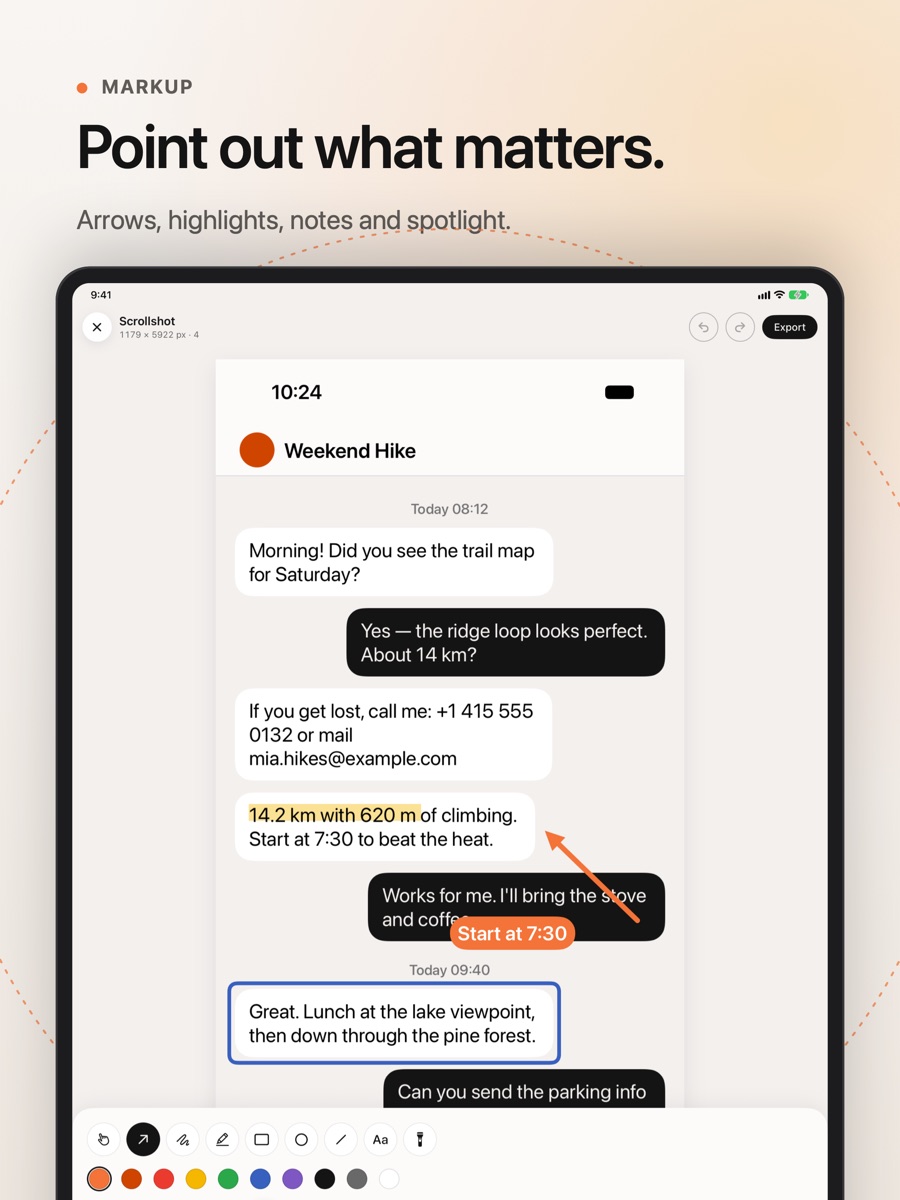 MARKUP
Point out what matters.
Arrows, highlights, notes and spotlight.
9:41
Scrollshot
1179 × 5922 px · 4
Export
10:24
Weekend Hike
Today 08:12
Morning! Did you see the trail map
for Saturday?
Yes — the ridge loop looks perfect.
About 14 km?
If you get lost, call me: +1 415 555
0132 or mail
mia.hikes@example.com
14.2 km with 620 m of climbing.
Start at 7:30 to beat the heat.
Works for me. I'll bring the stove
and coffe
Start at 7:30
Today 09:40
Great. Lunch at the lake viewpoint,
then down through the pine forest.
Can you send the parking info
Aa